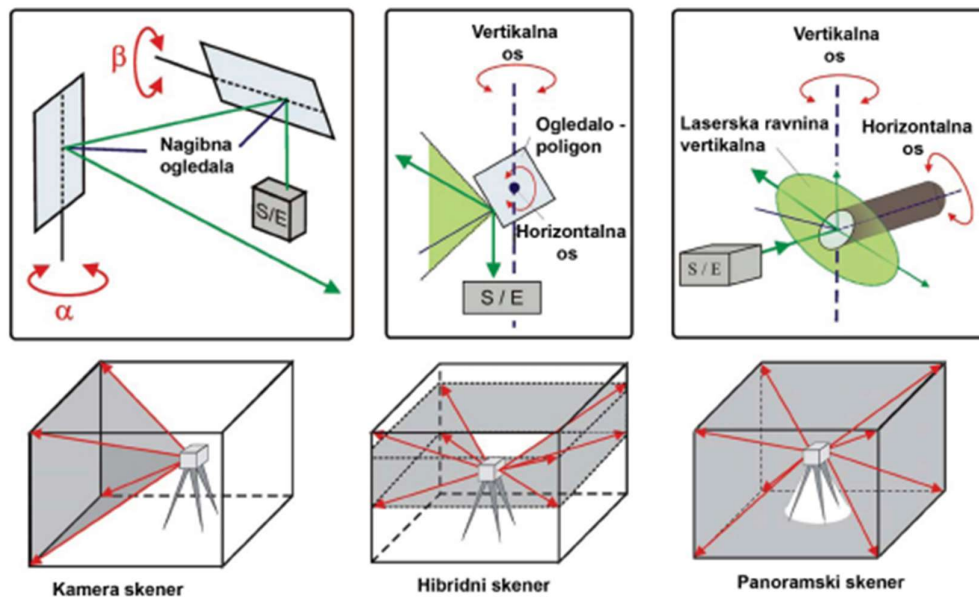 β
Nagibna
ogledala
S/E
α
Vertikalna
os
Ogledalo -
poligon
Horizontalna
os
S / E
Vertikalna
os
Laserska ravnina
vertikalna
Horizontalna
os
S / E
Kamera skener
Hibridni skener
Panoramski skener